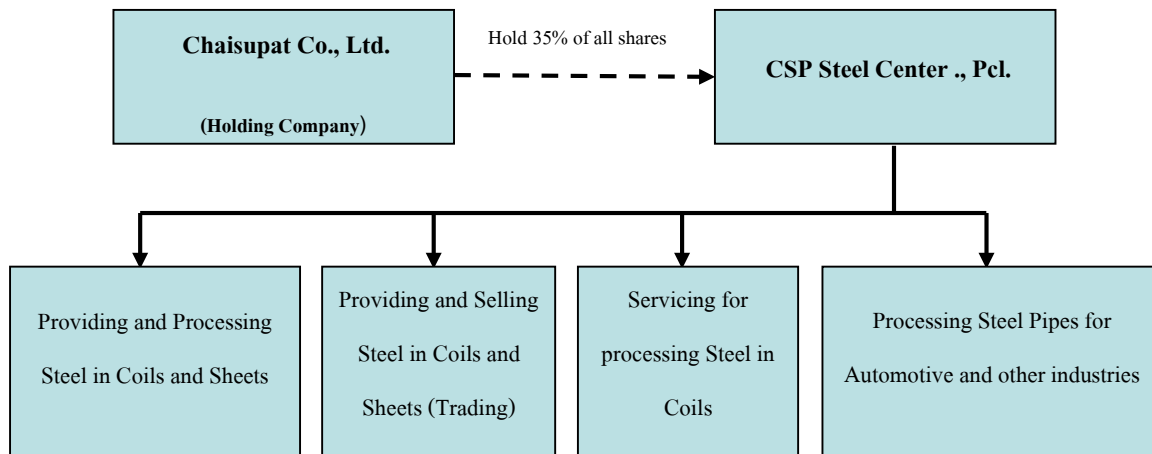 Chaisupat Co., Ltd.
(Holding Company)
Hold 35% of all shares
CSP Steel Center ., Pcl.
Providing and Processing
Steel in Coils and Sheets
Providing and Selling
Steel in Coils and
Sheets (Trading)
Servicing for
processing Steel in
Coils
Processing Steel Pipes for
Automotive and other industries